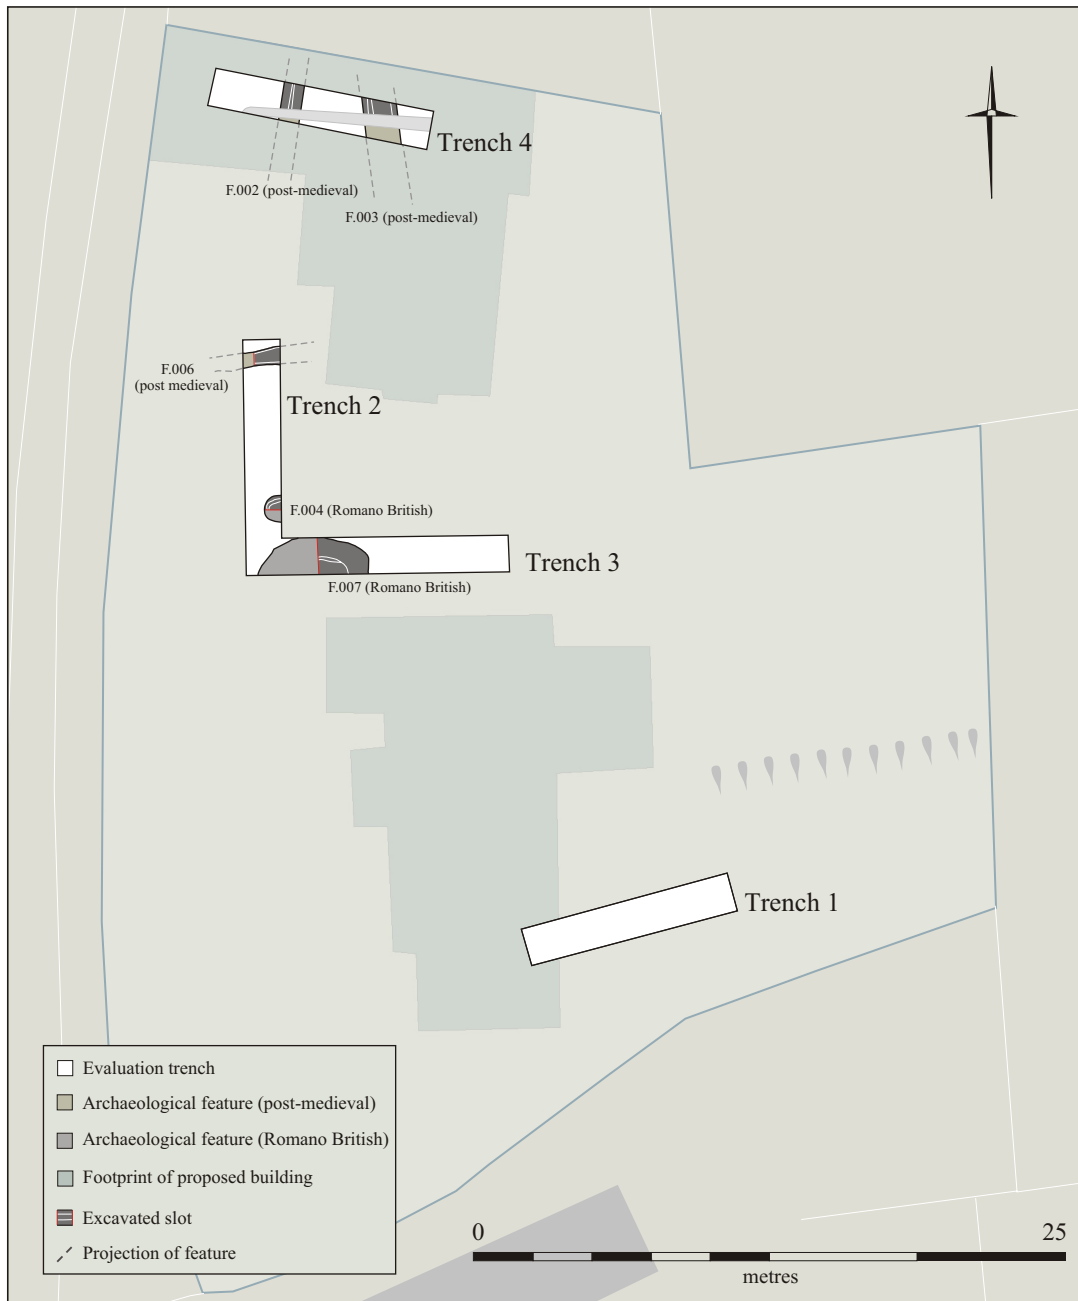 Trench 4
F.002 (post-medieval)
F.003 (post-medieval)
F.006
(post medieval)
Trench 2
F.004 (Romano British)
Trench 3
F.007 (Romano British)
Trench 1
Evaluation trench
Archaeological feature (post-medieval)
Archaeological feature (Romano British)
Footprint of proposed building
Excavated slot
Projection of feature
0 25
metres